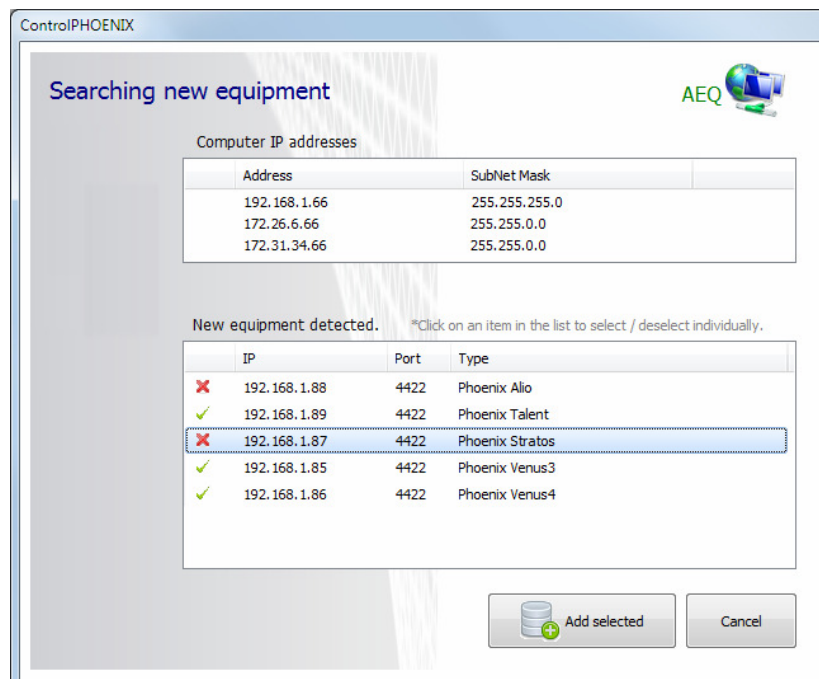 ControlPHOENIX
Searching new equipment
AEQ
Computer IP addresses
Address SubNet Mask
192.168.1.66 255.255.255.0
172.26.6.66 255.255.0.0
172.31.34.66 255.255.0.0
New equipment detected. *Click on an item in the list to select / deselect individually.
IP Port Type
192.168.1.88 4422 Phoenix Alio
192.168.1.89 4422 Phoenix Talent
192.168.1.87 4422 Phoenix Stratos
192.168.1.85 4422 Phoenix Venus3
192.168.1.86 4422 Phoenix Venus4
Add selected Cancel